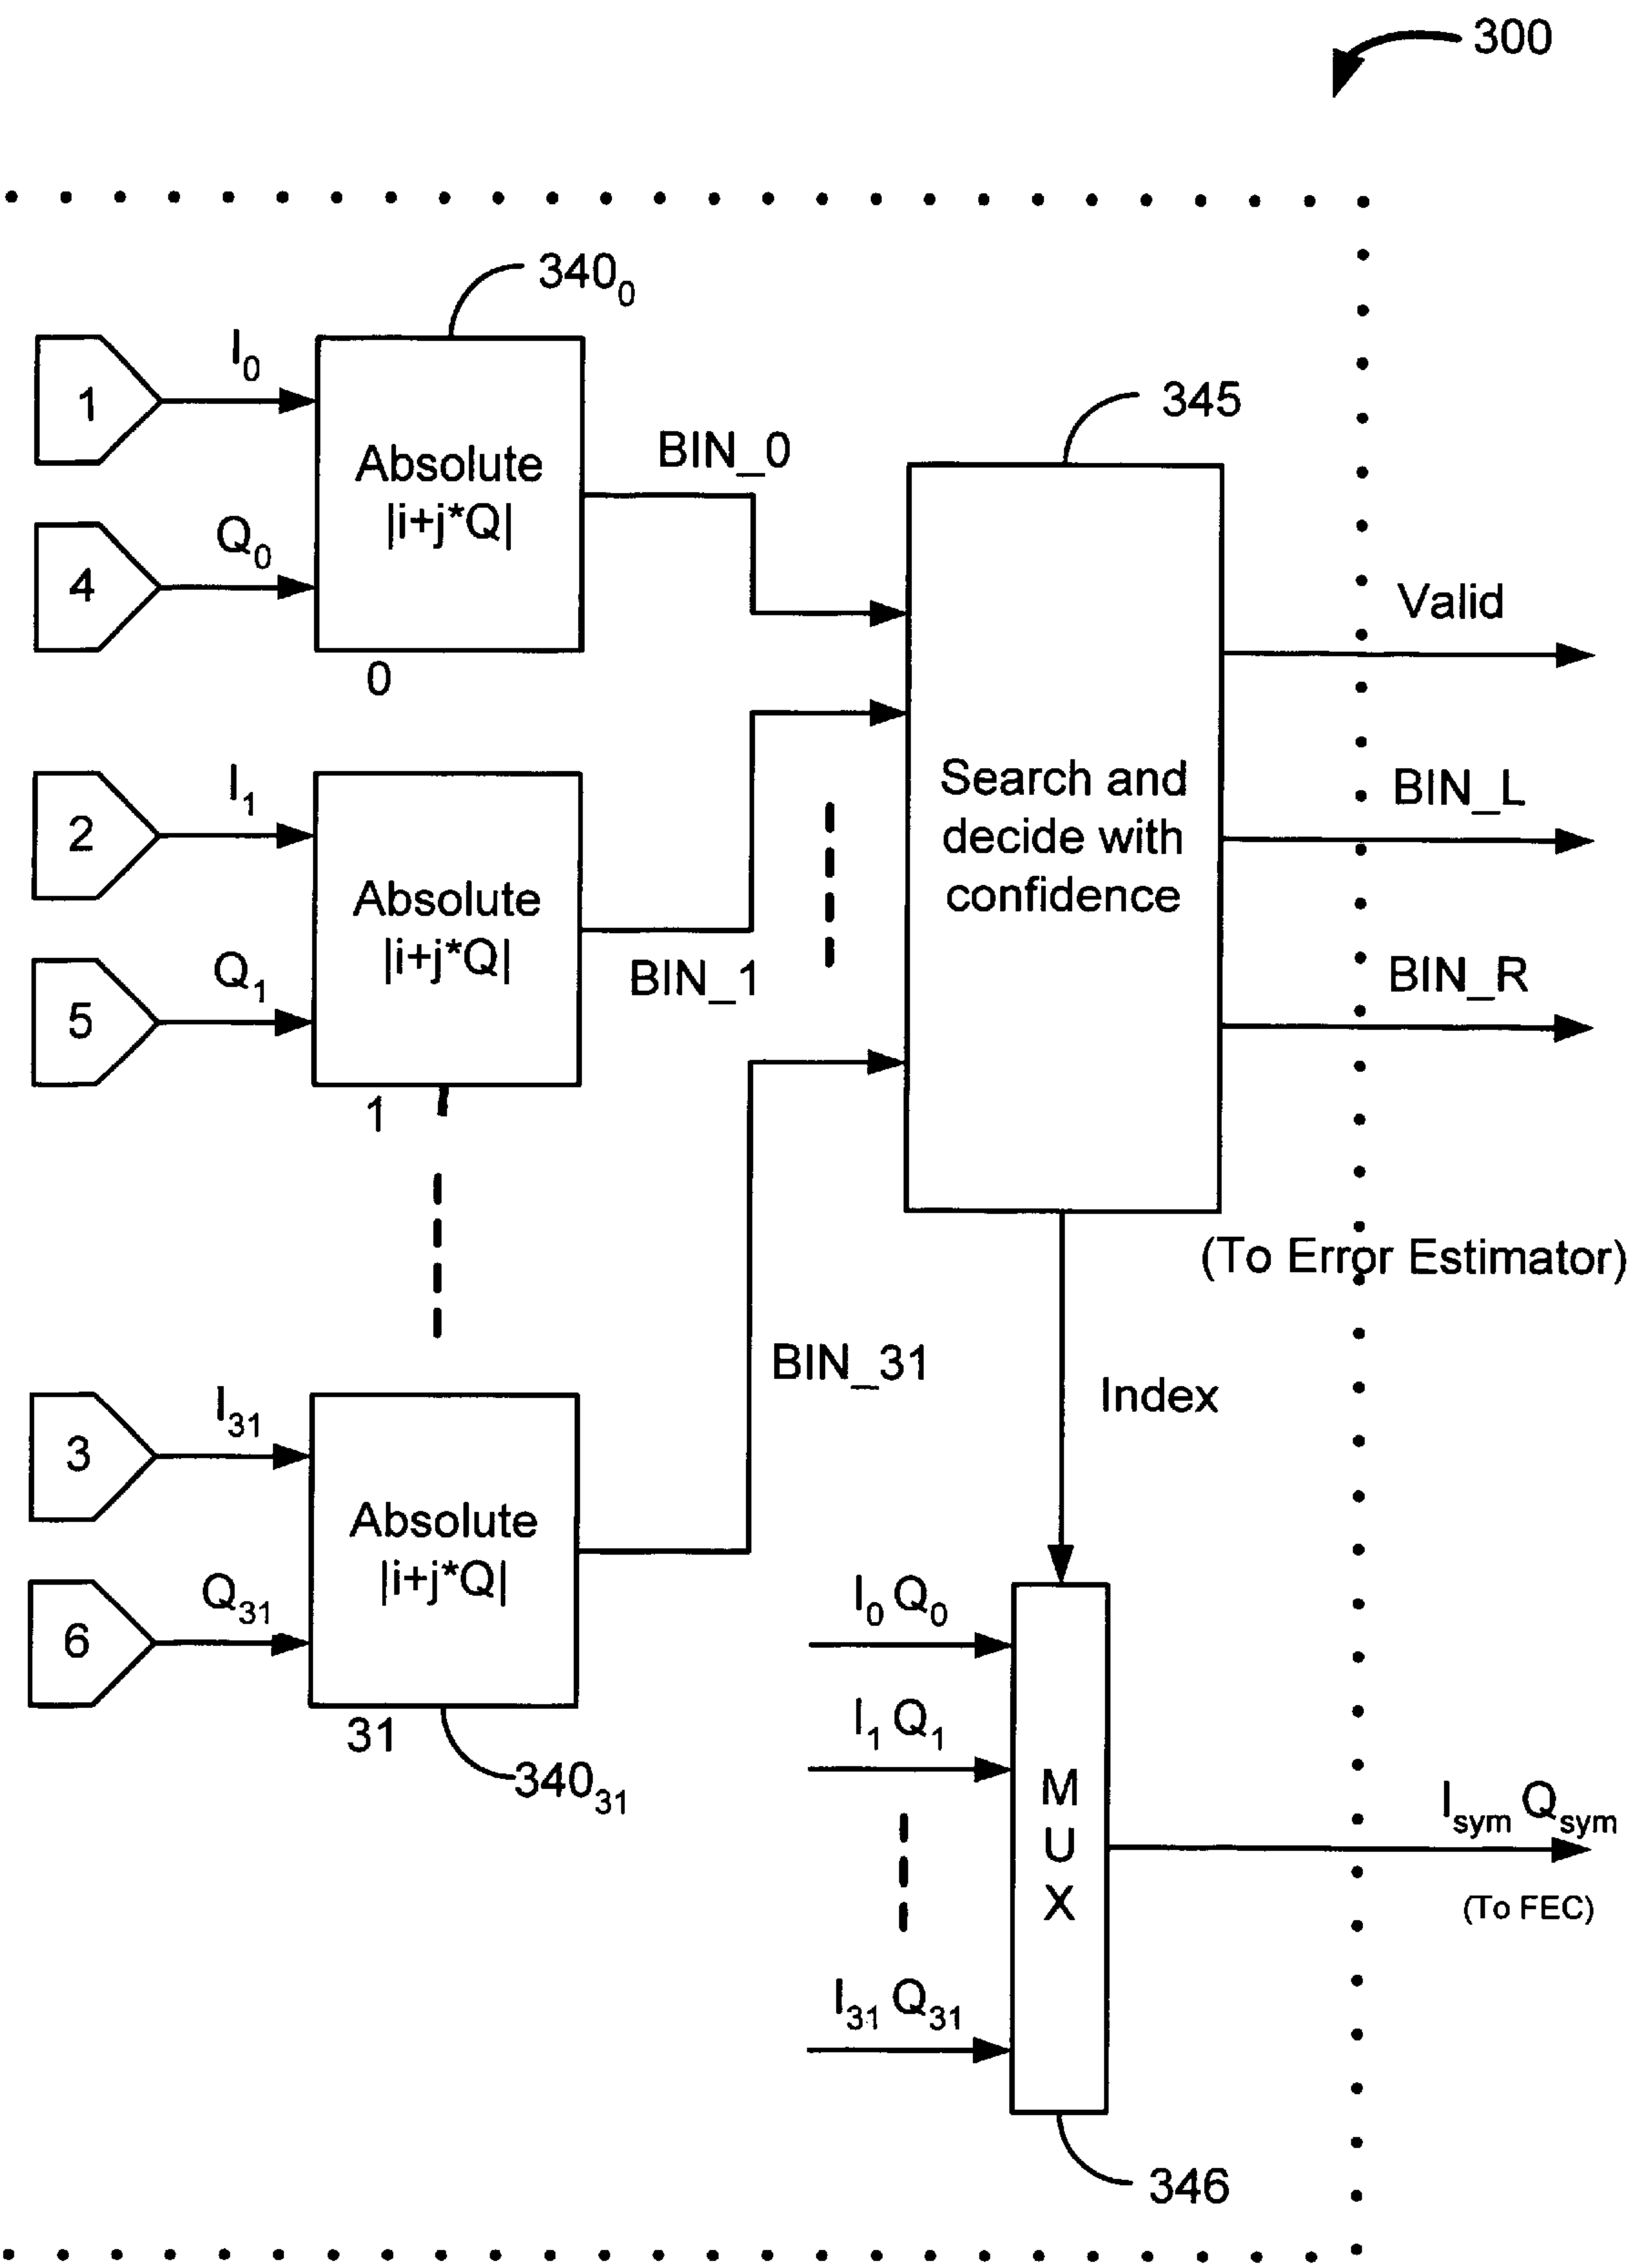 300
340₀
1
I₀
Absolute
|i+j*Q|
4
Q₀
0
BIN_0
345
2
I₁
Absolute
|i+j*Q|
5
Q₁
1
BIN_1
Search and
decide with
confidence
Valid
BIN_L
BIN_R
(To Error Estimator)
3
I₃₁
Absolute
|i+j*Q|
6
Q₃₁
31
340₃₁
BIN_31
Index
I₀ Q₀
I₁ Q₁
I₃₁ Q₃₁
M
U
X
Isym Qsym
(To FEC)
346